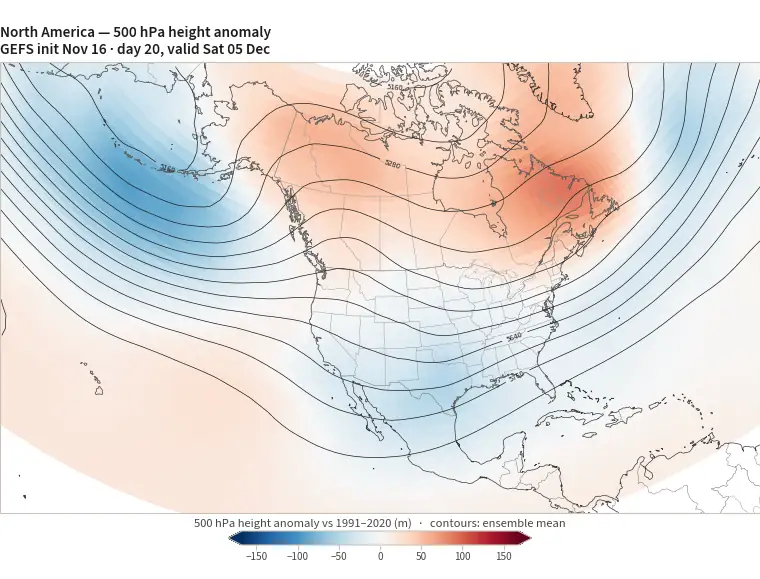 North America — 500 hPa height anomaly
GEFS init Nov 16 · day 20, valid Sat 05 Dec
5160
5280
5640
500 hPa height anomaly vs 1991–2020 (m) · contours: ensemble mean
−150 −100 −50 0 50 100 150